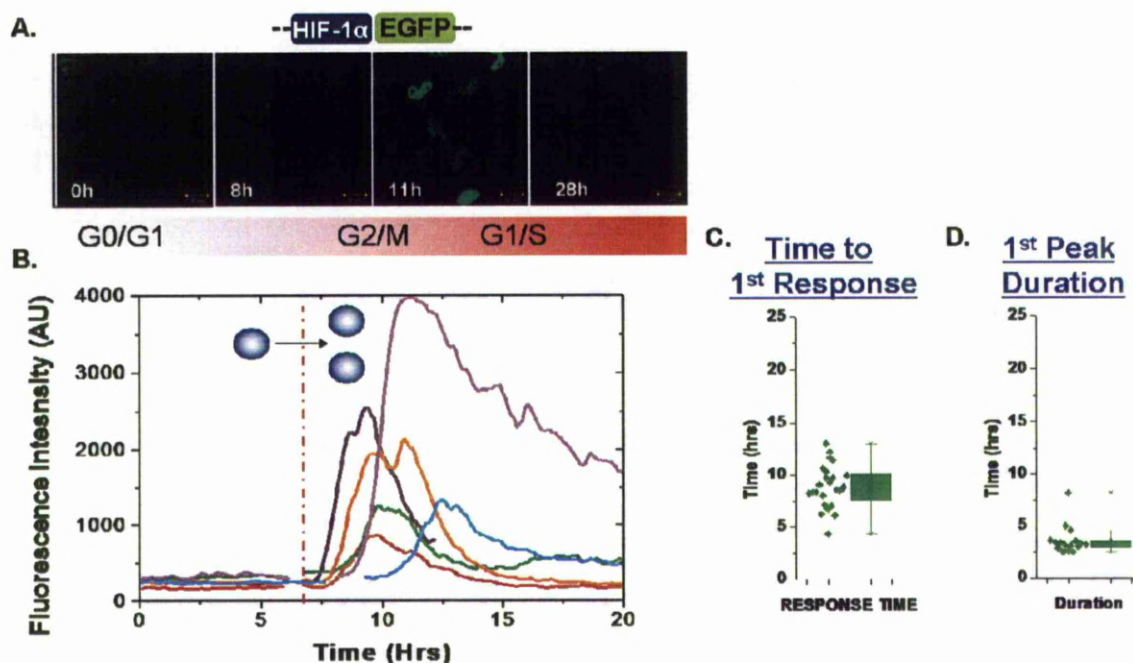 A.
--HIF-1α EGFP--
0h 8h 11h 28h
G0/G1 G2/M G1/S
B.
Fluorescence Intesnsity (AU)
4000
3000
2000
1000
0
0 5 10 15 20
Time (Hrs)
C.
Time to
1st Response
Time (hrs)
25
20
15
10
5
0
RESPONSE TIME
D.
1st Peak
Duration
Time (hrs)
25
20
15
10
5
0
Duration